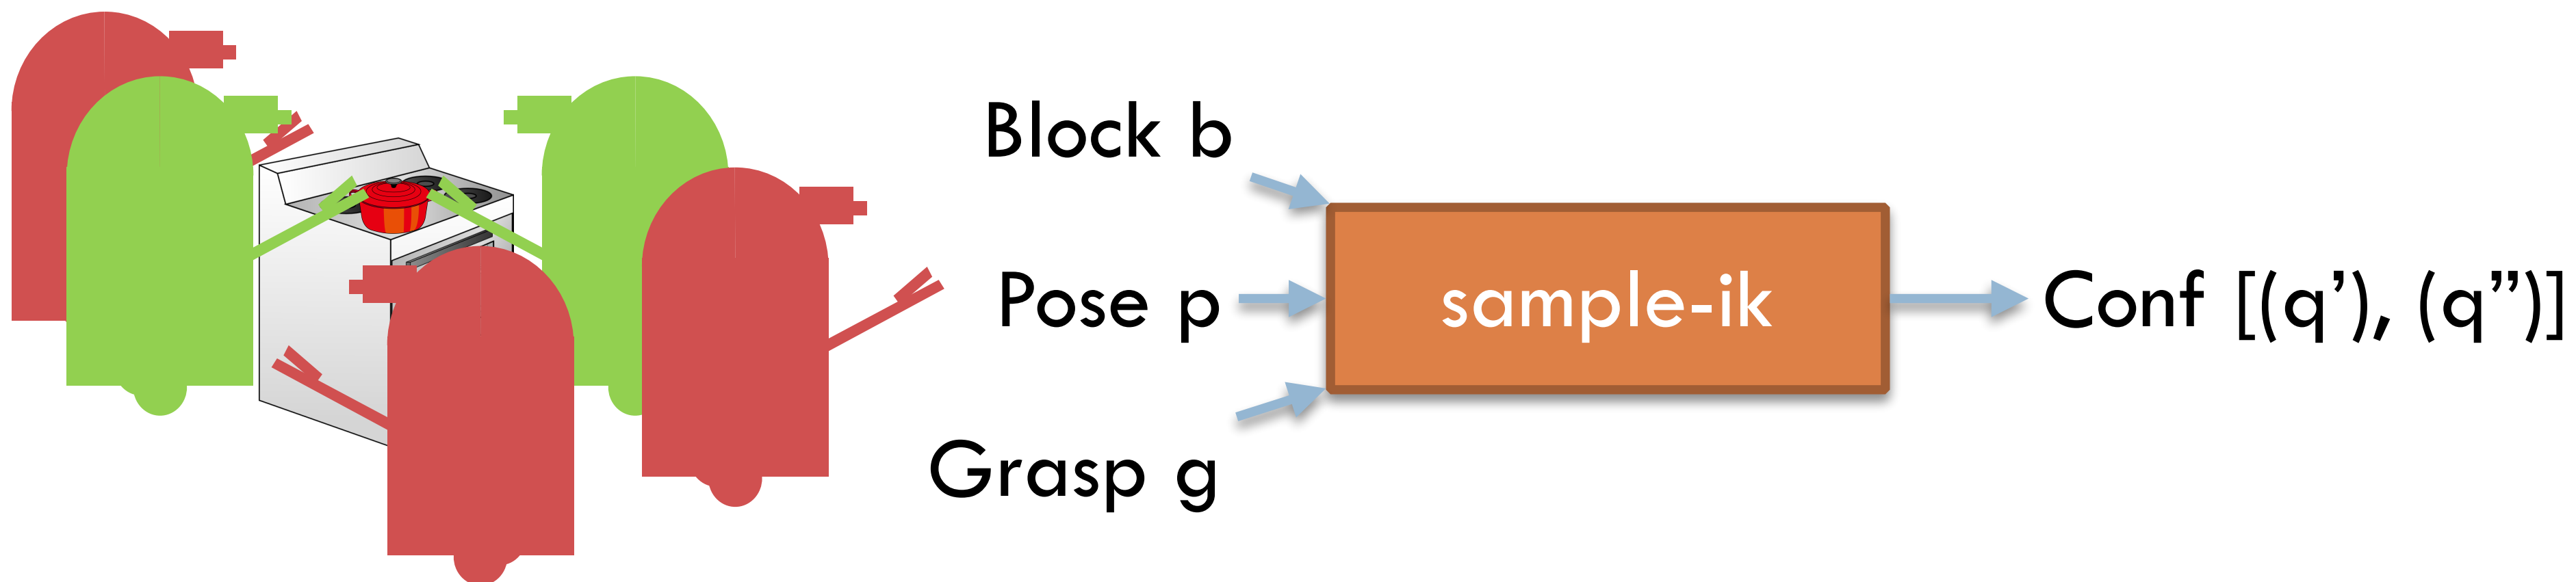 Block b
Pose p
Grasp g
sample-ik
Conf [(q’), (q”)]